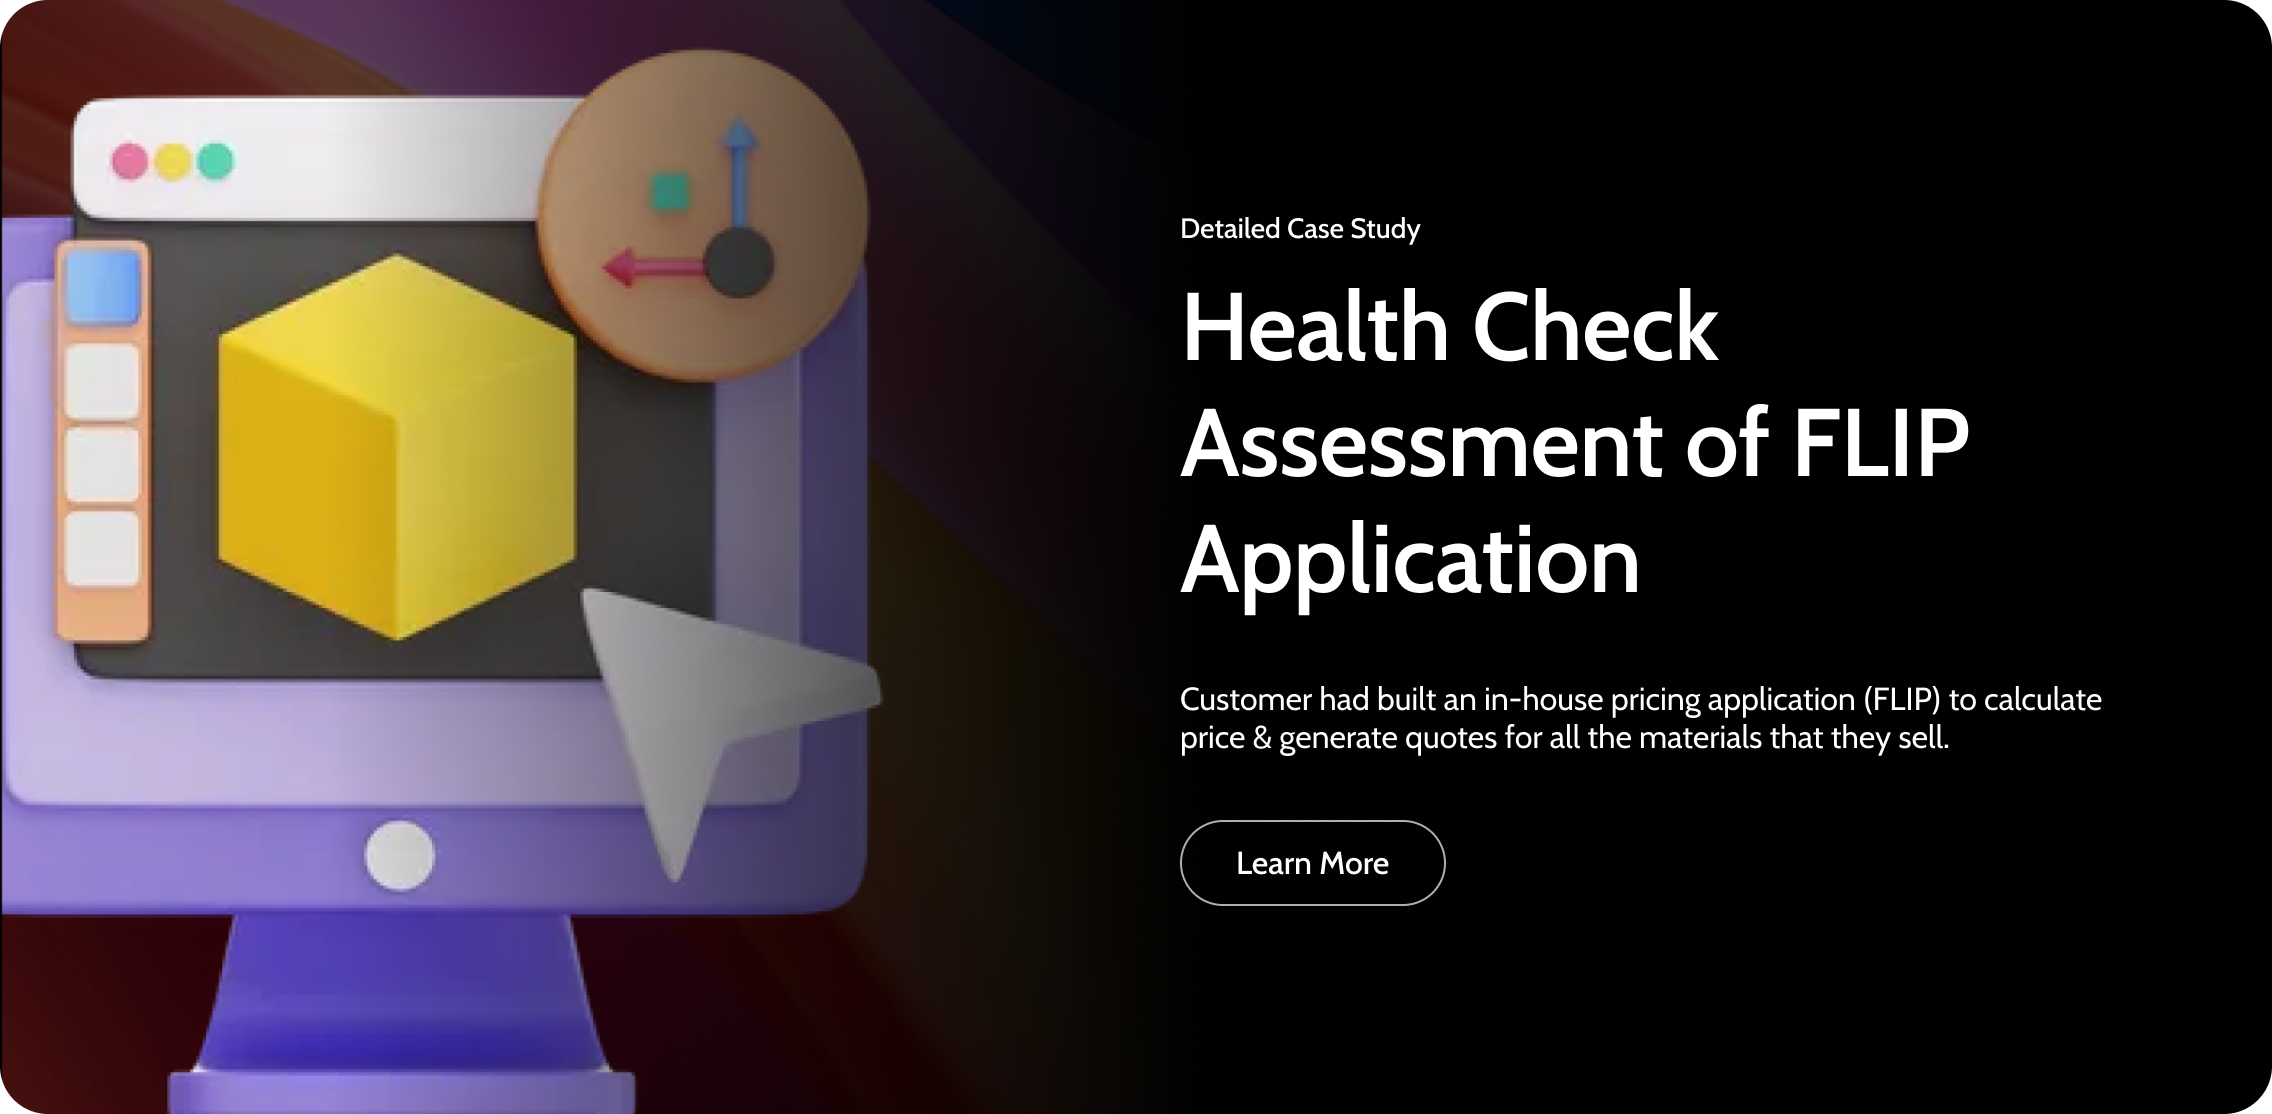 Detailed Case Study
Health Check
Assessment of FLIP
Application
Customer had built an in-house pricing application (FLIP) to calculate
price & generate quotes for all the materials that they sell.
Learn More